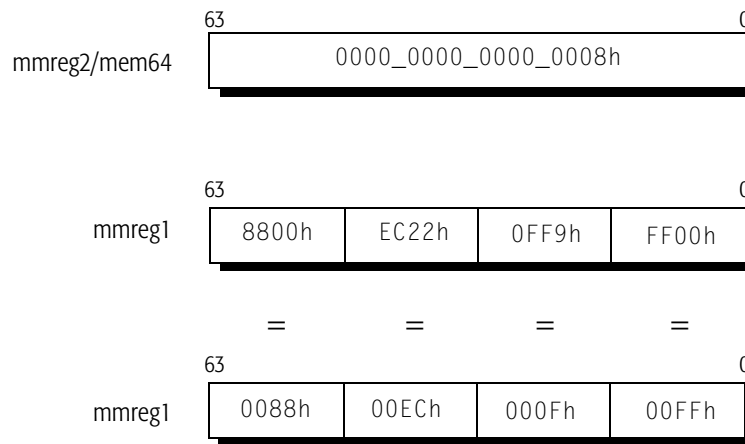 63 0
mmreg2/mem64 0000_0000_0000_0008h
63 0
mmreg1 8800h EC22h 0FF9h FF00h
= = = =
63 0
mmreg1 0088h 00ECh 000Fh 00FFh